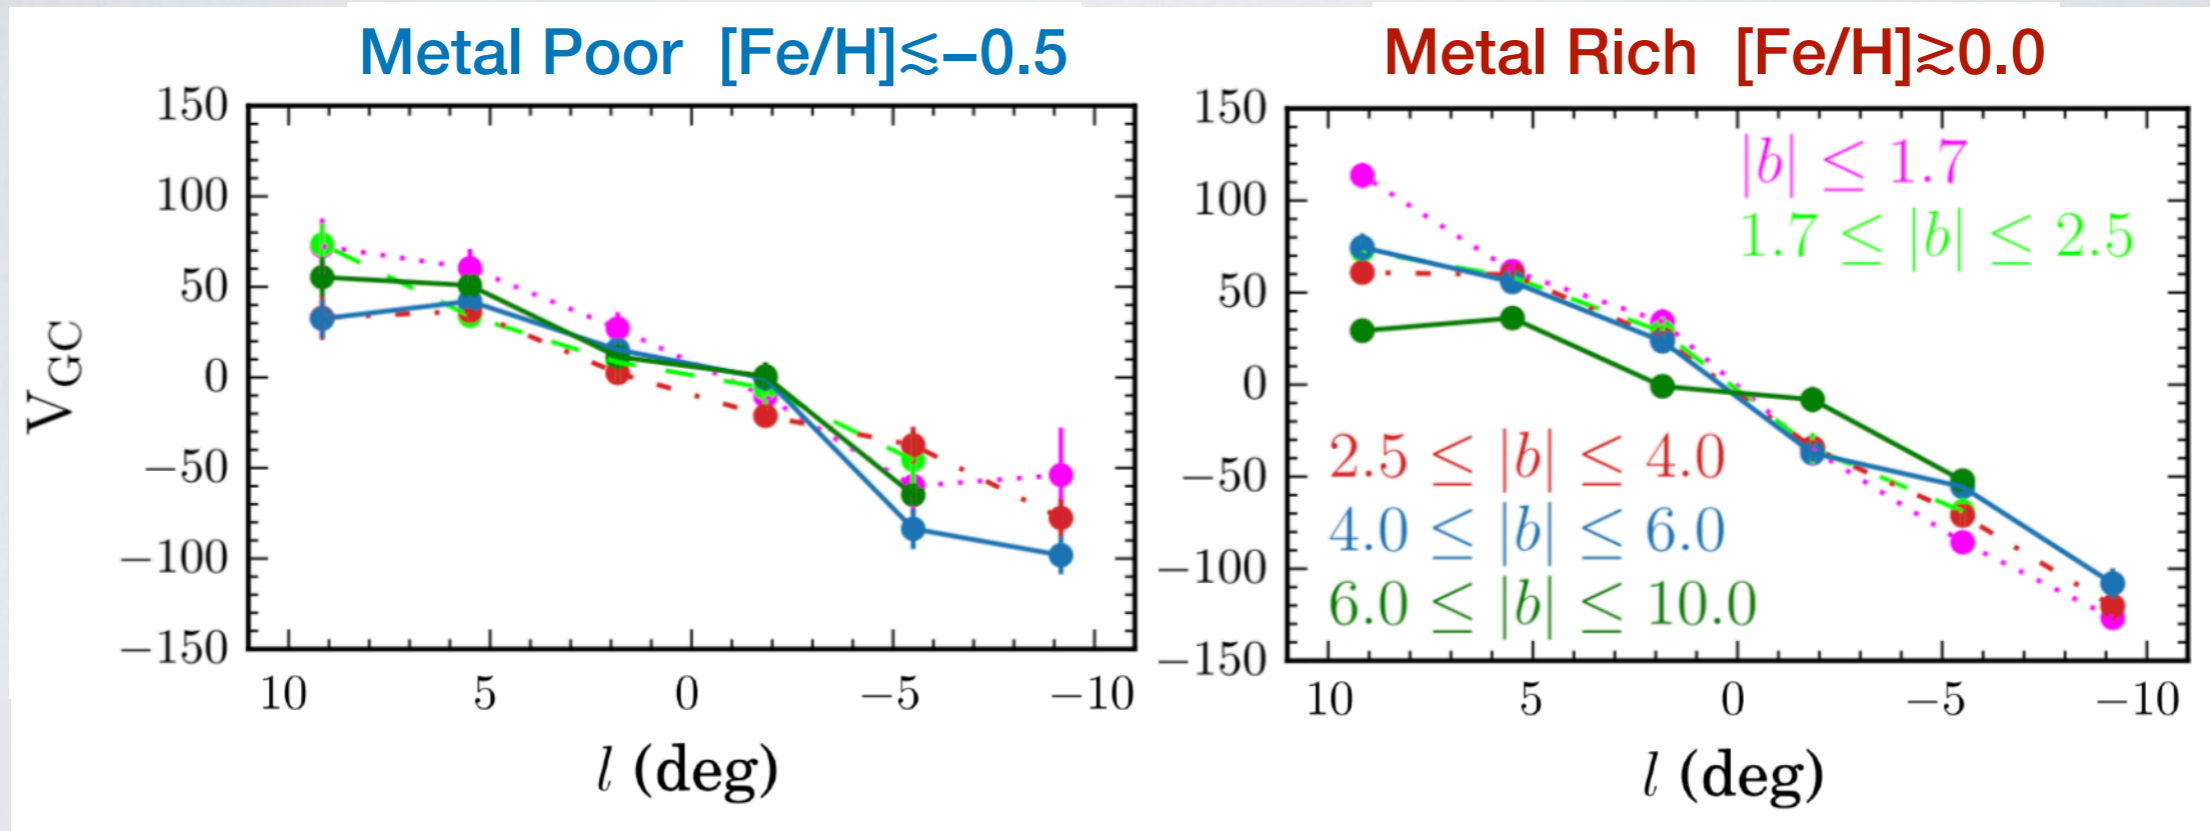 Metal Poor [Fe/H]≲−0.5
Metal Rich [Fe/H]≳0.0
150
100
50
0
−50
−100
−150
V_GC
10 5 0 −5 −10
l (deg)
150
100
50
0
−50
−100
−150
|b| ≤ 1.7
1.7 ≤ |b| ≤ 2.5
2.5 ≤ |b| ≤ 4.0
4.0 ≤ |b| ≤ 6.0
6.0 ≤ |b| ≤ 10.0
10 5 0 −5 −10
l (deg)